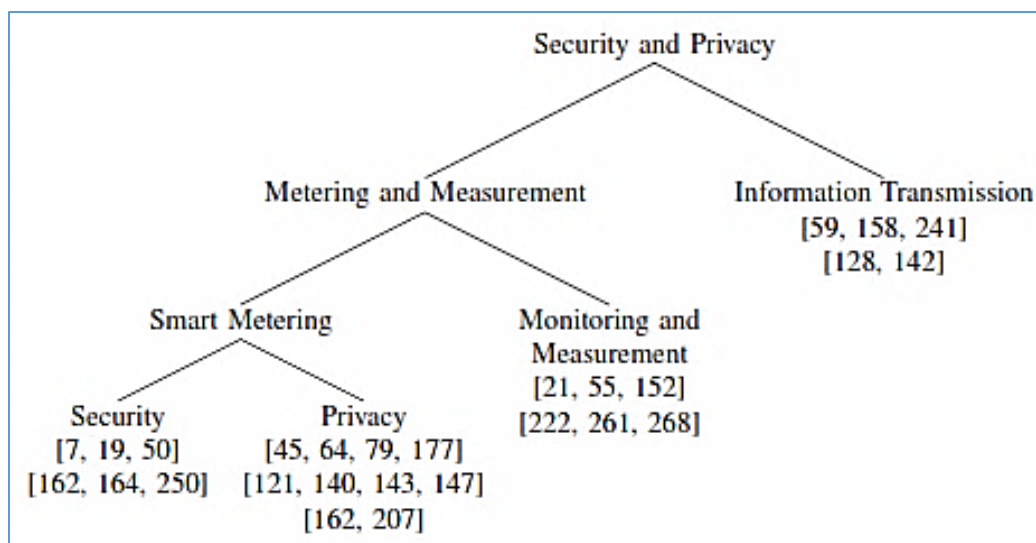 Security and Privacy
Metering and Measurement
Information Transmission
[59, 158, 241]
[128, 142]
Smart Metering
Monitoring and
Measurement
[21, 55, 152]
[222, 261, 268]
Security
[7, 19, 50]
[162, 164, 250]
Privacy
[45, 64, 79, 177]
[121, 140, 143, 147]
[162, 207]